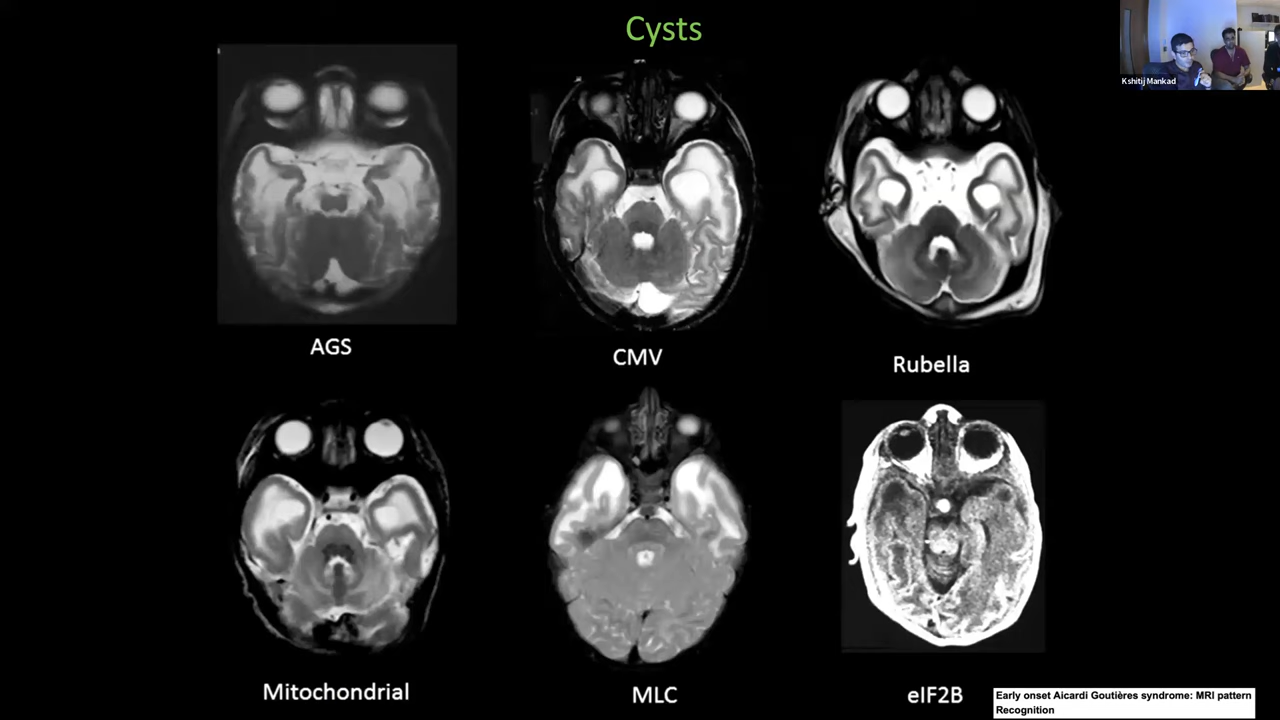 Cysts
Kshitij Mankad
AGS
CMV
Rubella
Mitochondrial
MLC
eIF2B
Early onset Aicardi Goutières syndrome: MRI pattern
Recognition